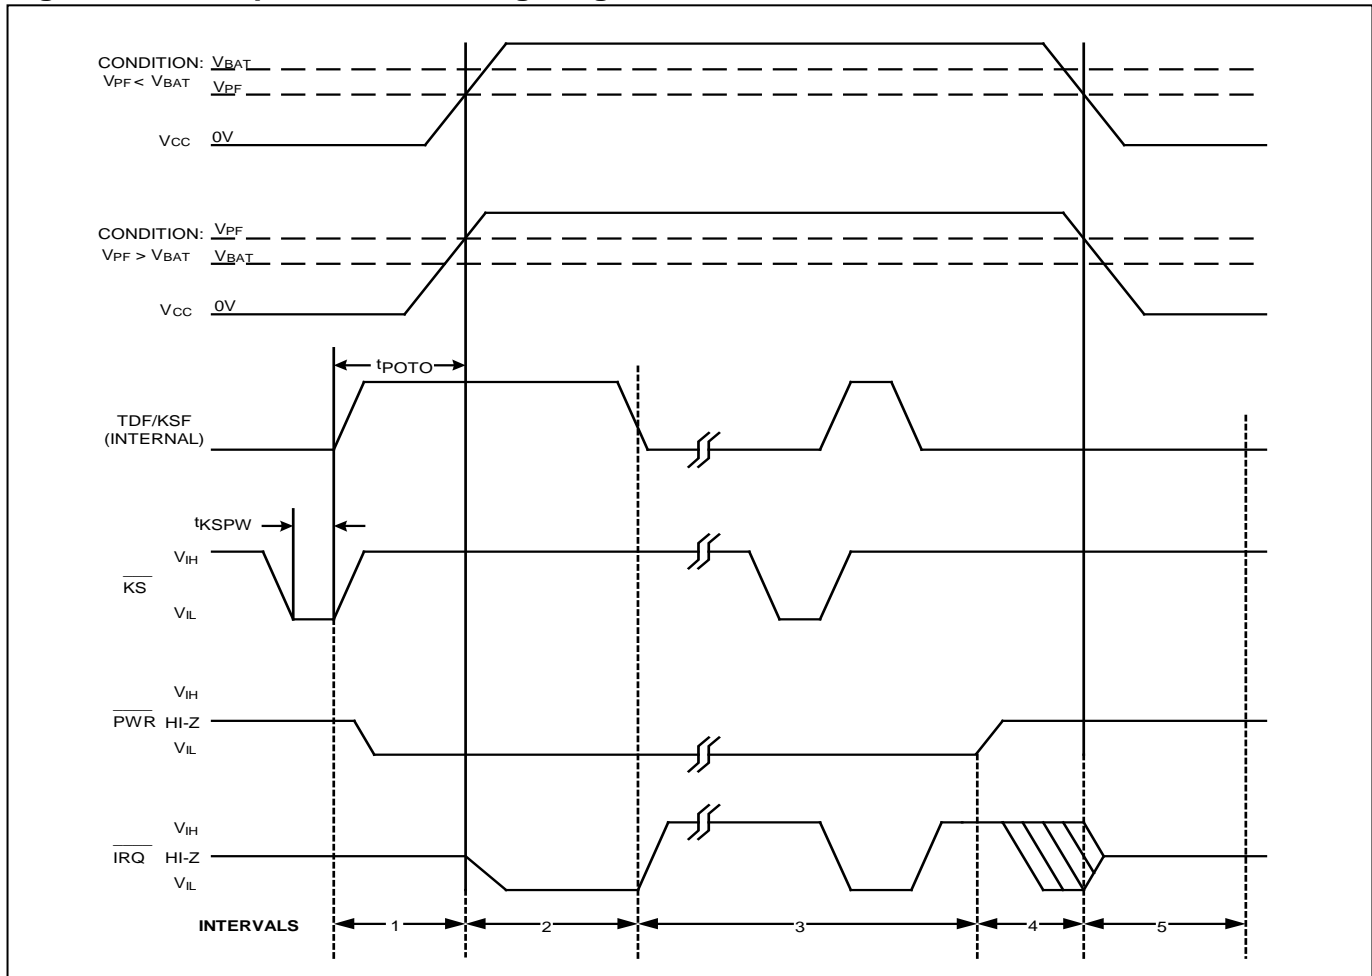 CONDITION: VBAT
VPF < VBAT VPF
VCC 0V
CONDITION: VPF
VPF > VBAT VBAT
VCC 0V
tPOTO
TDF/KSF
(INTERNAL)
tKSPW
VIH
KS
VIL
VIH
PWR HI-Z
VIL
VIH
IRQ HI-Z
VIL
INTERVALS 1 2 3 4 5